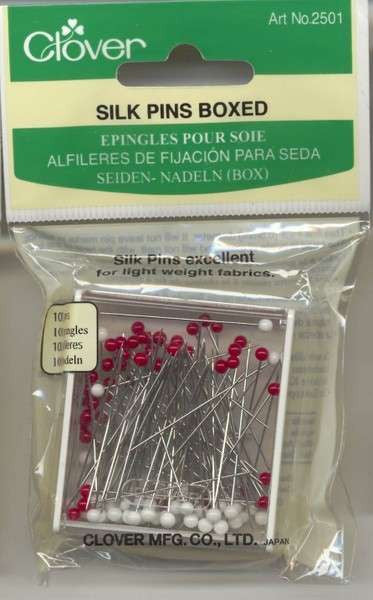 Art No.2501
Clover
SILK PINS BOXED
EPINGLES POUR SOIE
ALFILERES DE FIJACIÓN PARA SEDA
SEIDEN- NADELN (BOX)
Silk Pins excellent
for light weight fabrics.
CLOVER MFG. CO., LTD. JAPAN